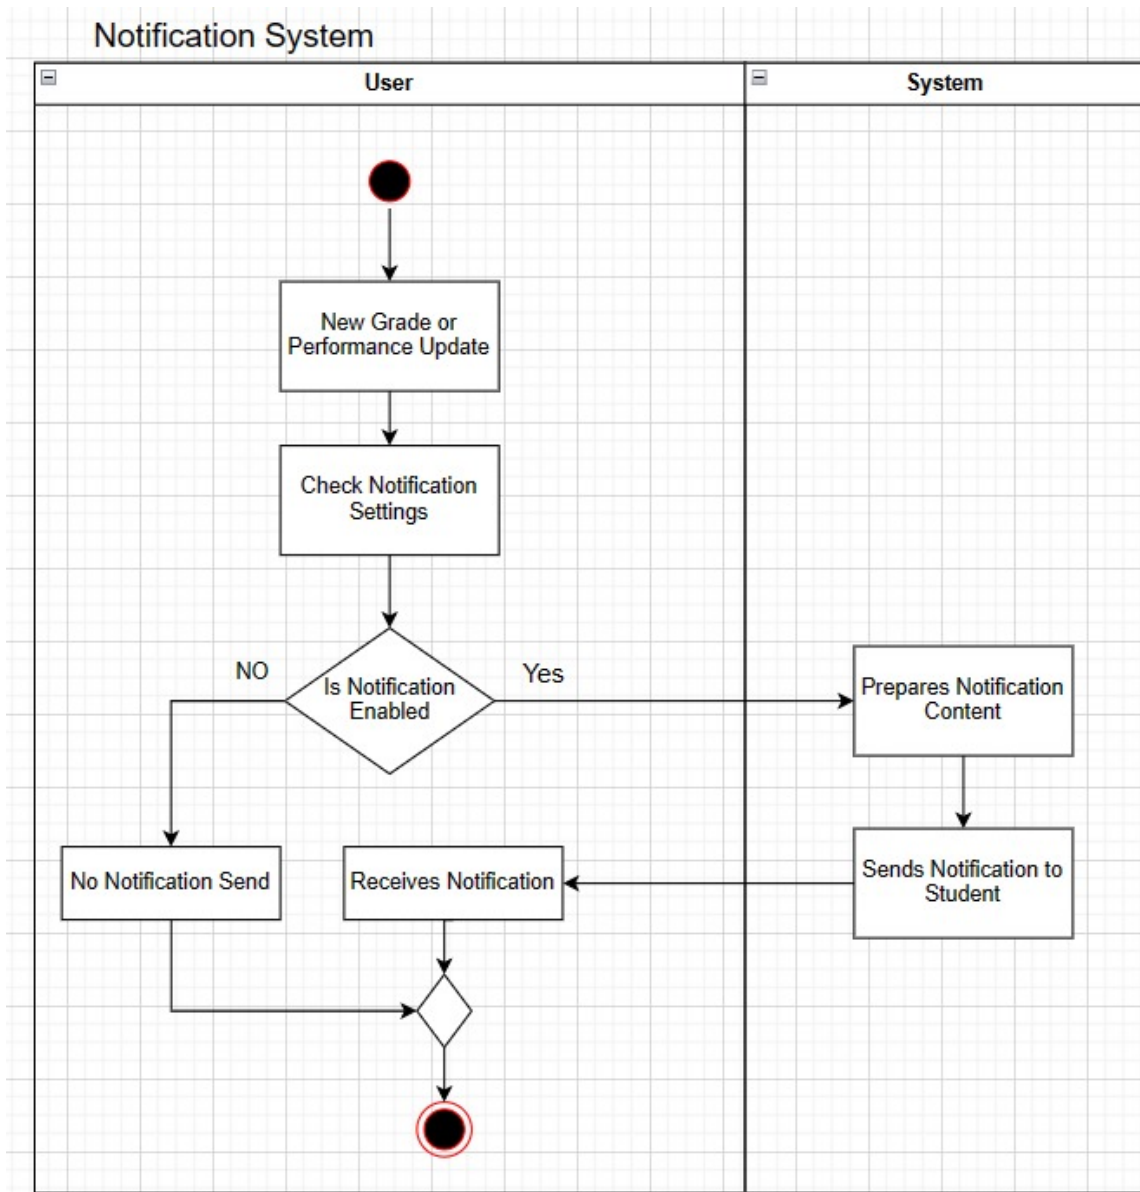 Notification System
User
System
New Grade or
Performance Update
Check Notification
Settings
NO
Is Notification
Enabled
Yes
Prepares Notification
Content
No Notification Send
Receives Notification
Sends Notification to
Student